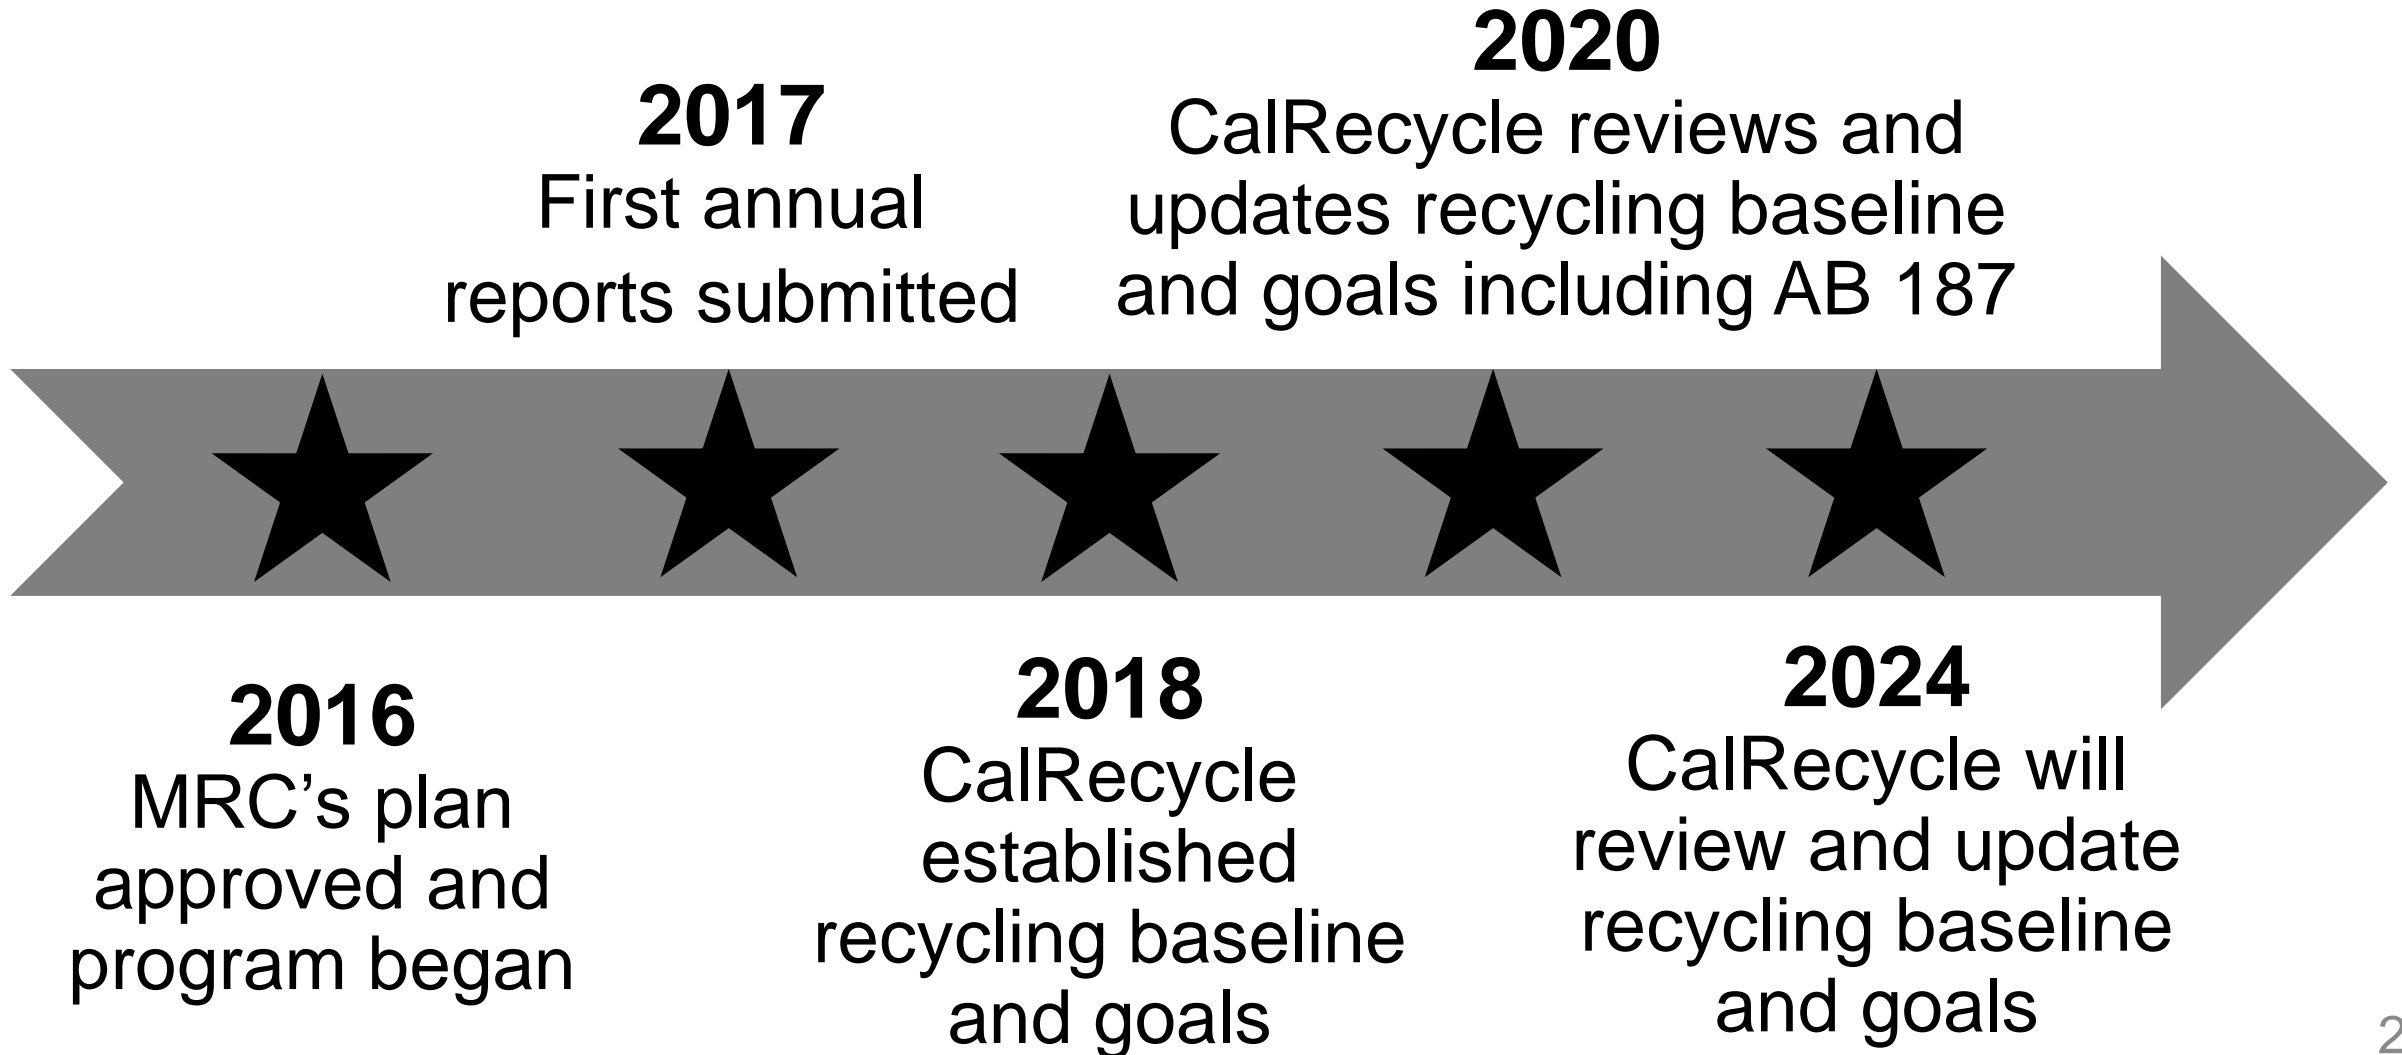 2016
MRC’s plan
approved and
program began
2017
First annual
reports submitted
2018
CalRecycle
established
recycling baseline
and goals
2020
CalRecycle reviews and
updates recycling baseline
and goals including AB 187
2024
CalRecycle will
review and update
recycling baseline
and goals
2